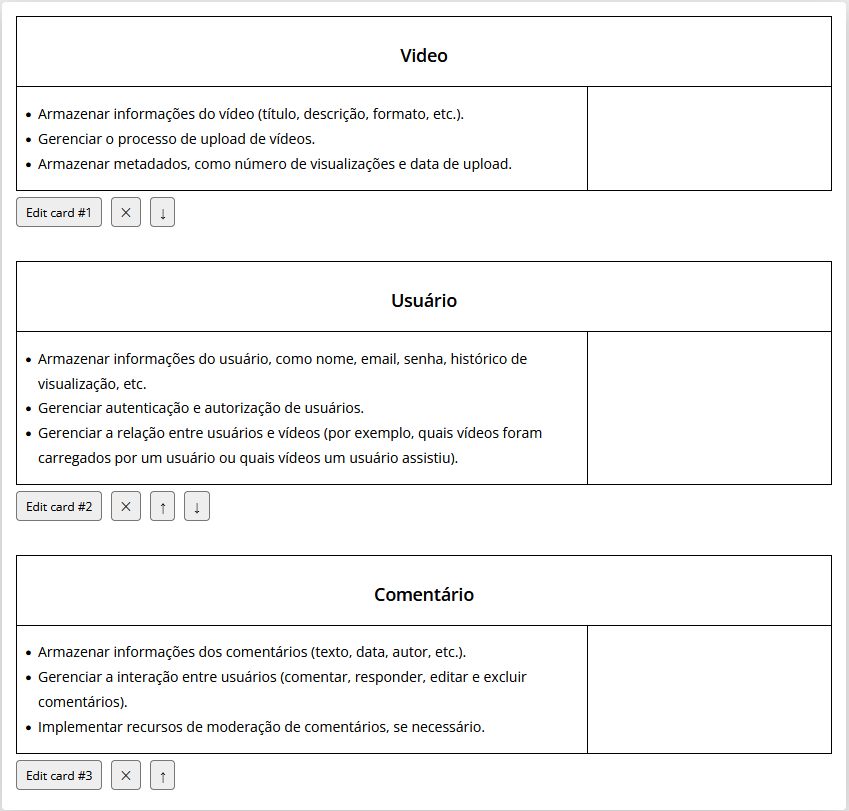 Video
• Armazenar informações do vídeo (título, descrição, formato, etc.).
• Gerenciar o processo de upload de vídeos.
• Armazenar metadados, como número de visualizações e data de upload.
Edit card #1 × ↓
Usuário
• Armazenar informações do usuário, como nome, email, senha, histórico de
visualização, etc.
• Gerenciar autenticação e autorização de usuários.
• Gerenciar a relação entre usuários e vídeos (por exemplo, quais vídeos foram
carregados por um usuário ou quais vídeos um usuário assistiu).
Edit card #2 × ↑ ↓
Comentário
• Armazenar informações dos comentários (texto, data, autor, etc.).
• Gerenciar a interação entre usuários (comentar, responder, editar e excluir
comentários).
• Implementar recursos de moderação de comentários, se necessário.
Edit card #3 × ↑